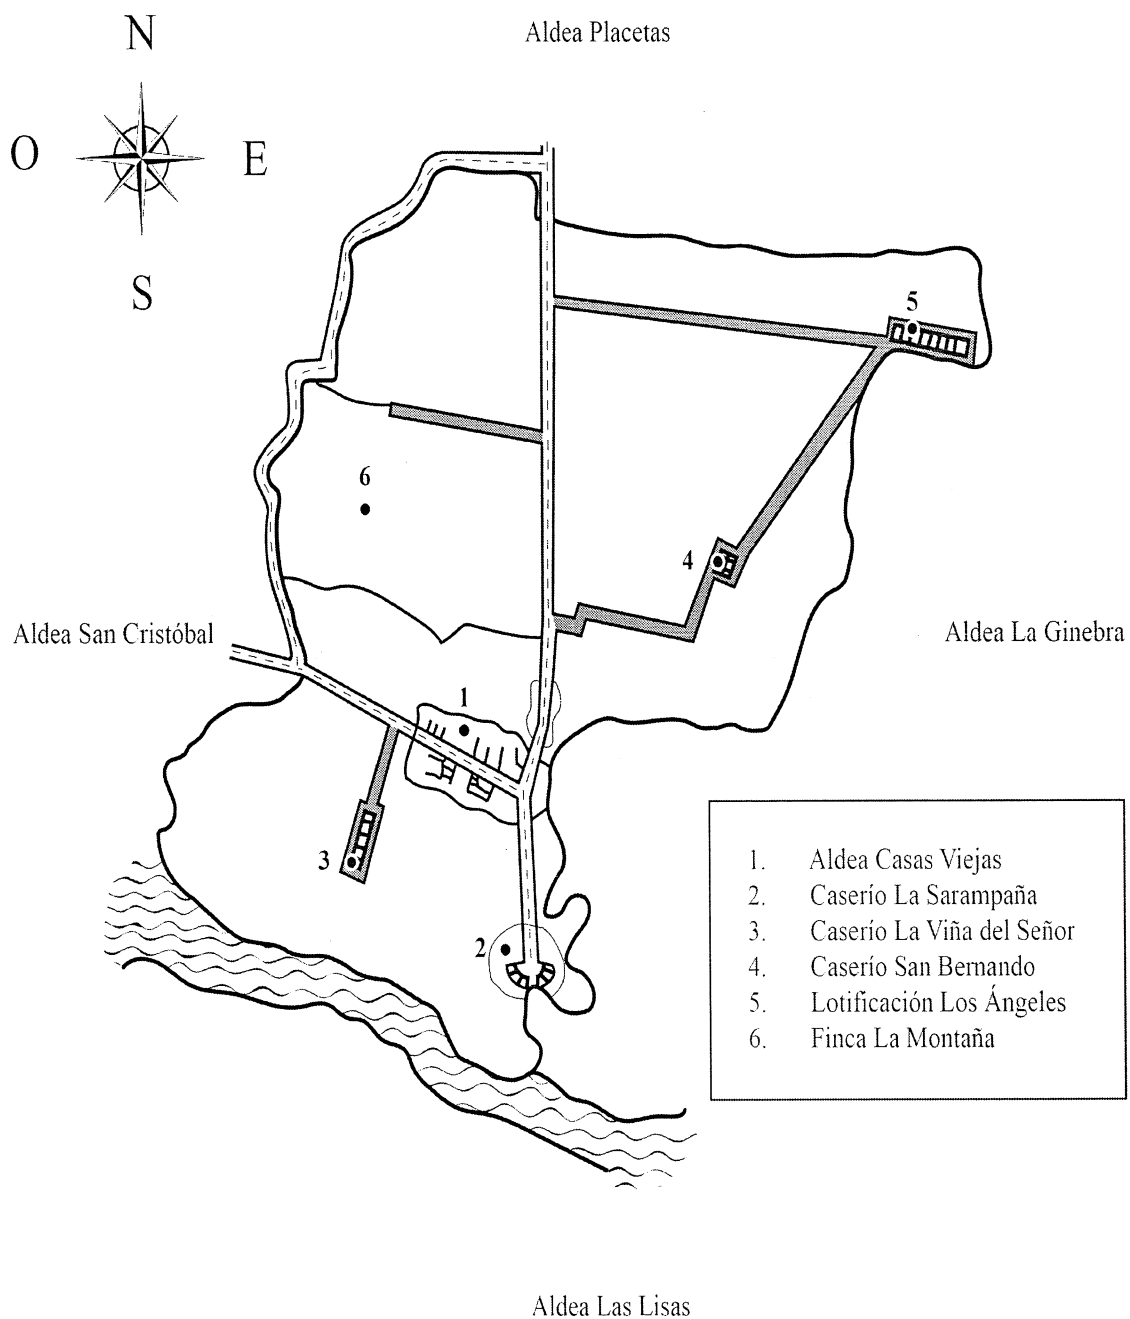 N
Aldea Placetas
O
E
S
5
6
4
Aldea San Cristóbal
Aldea La Ginebra
1
3
2
1. Aldea Casas Viejas
2. Caserío La Sarampaña
3. Caserío La Viña del Señor
4. Caserío San Bernando
5. Lotificación Los Ángeles
6. Finca La Montaña
Aldea Las Lisas